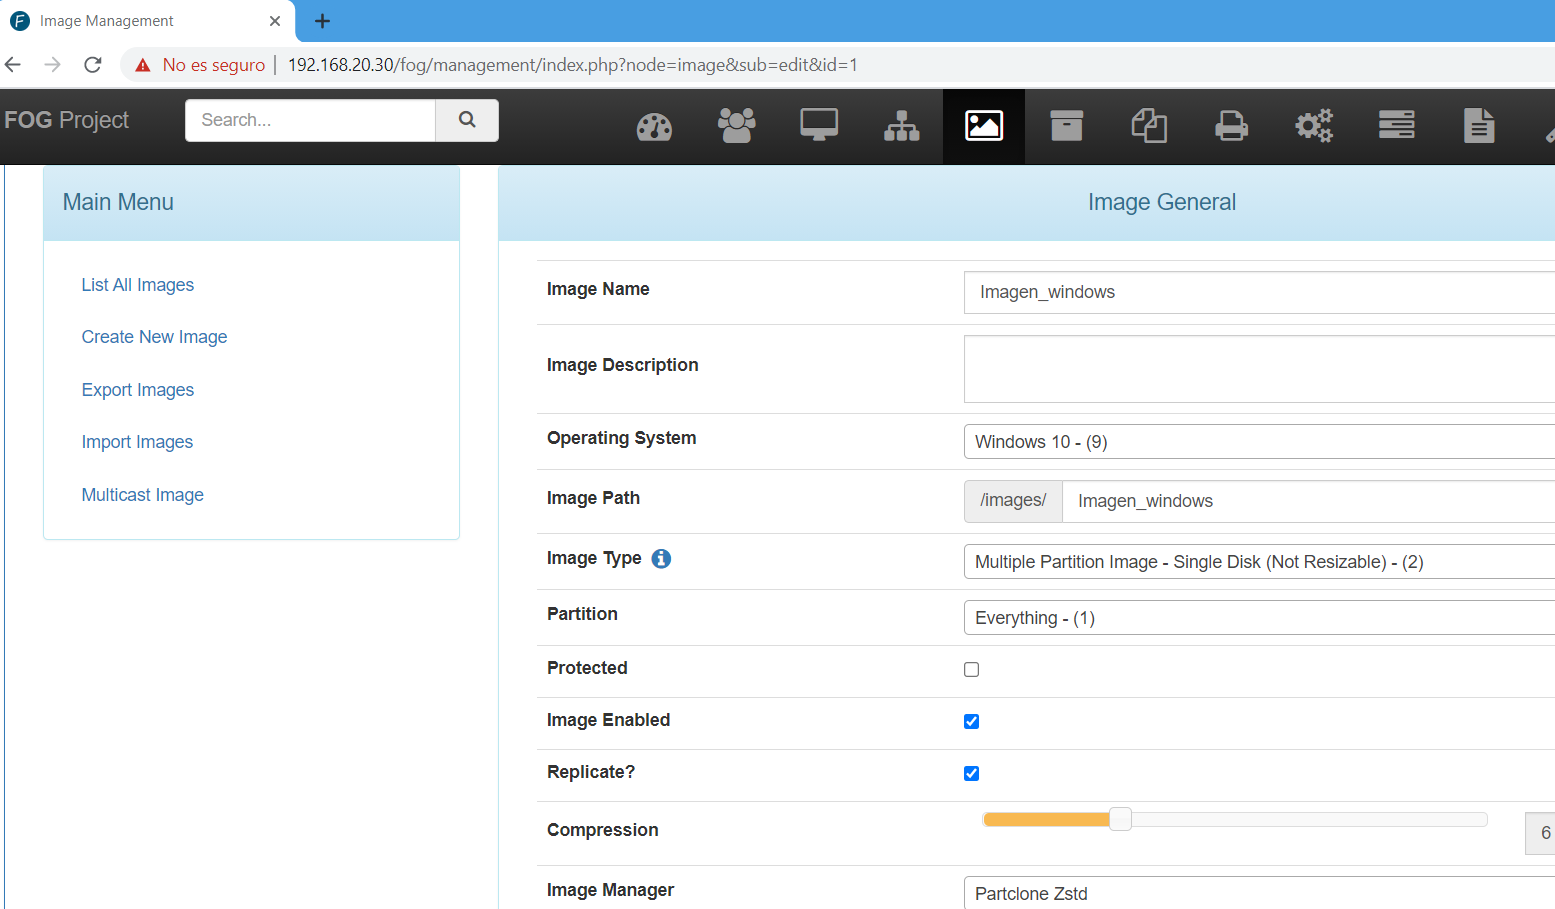 Image Management
No es seguro | 192.168.20.30/fog/management/index.php?node=image&sub=edit&id=1
FOG Project
Search...
Main Menu
List All Images
Create New Image
Export Images
Import Images
Multicast Image
Image General
Image Name
Imagen_windows
Image Description
Operating System
Windows 10 - (9)
Image Path
/images/ Imagen_windows
Image Type
Multiple Partition Image - Single Disk (Not Resizable) - (2)
Partition
Everything - (1)
Protected
Image Enabled
Replicate?
Compression
6
Image Manager
Partclone Zstd